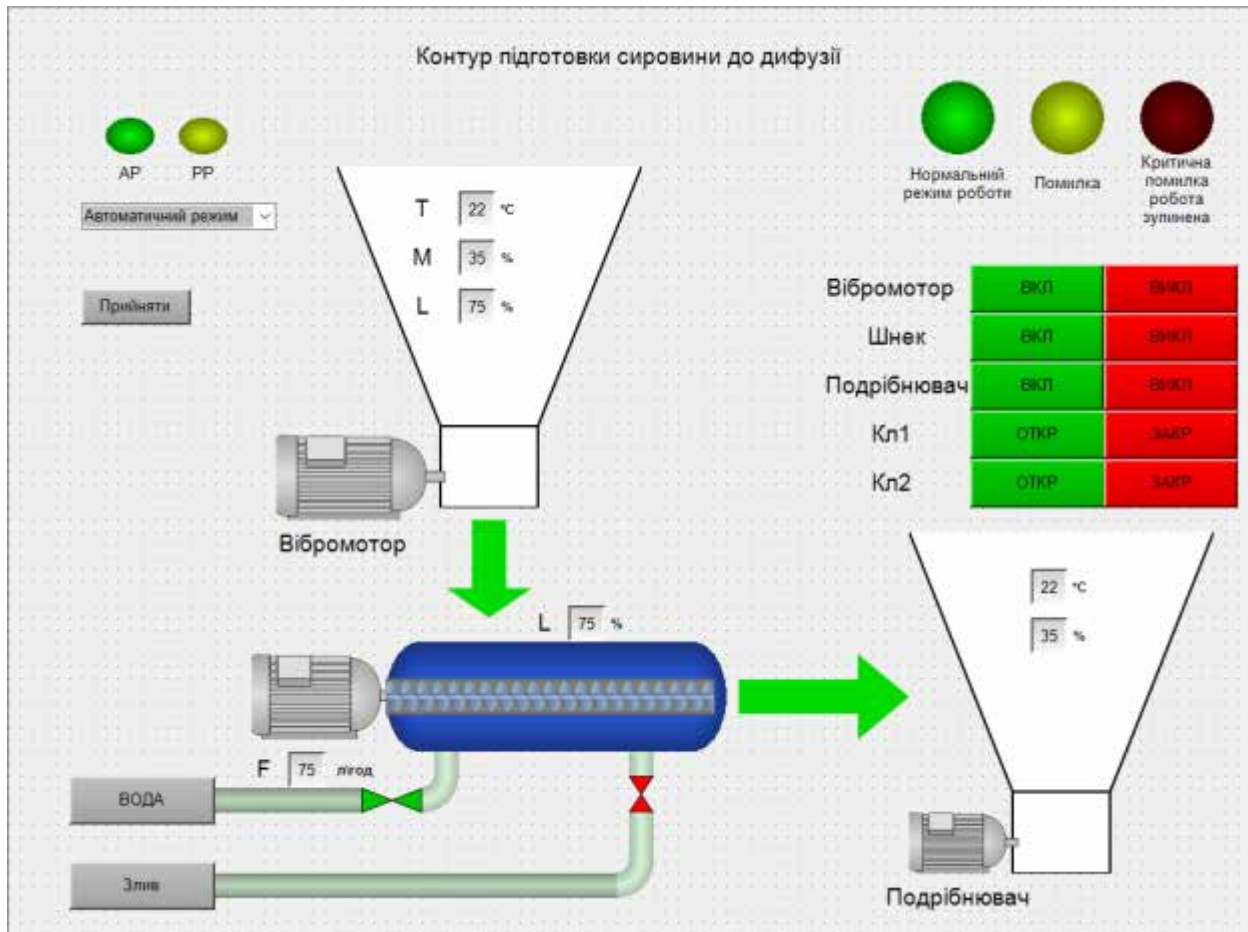 Контур підготовки сировини до дифузії
АР РР
Автоматичний режим
Прийняти
Нормальний
режим роботи
Помилка
Критична
помилка
робота
зупинена
T 22 °C
M 35 %
L 75 %
Вібромотор ВКЛ ВИКЛ
Шнек ВКЛ ВИКЛ
Подрібнювач ВКЛ ВИКЛ
Кл1 ОТКР ЗАКР
Кл2 ОТКР ЗАКР
Вібромотор
22 °C
35 %
L 75 %
F 75 л\год
ВОДА
Злив
Подрібнювач